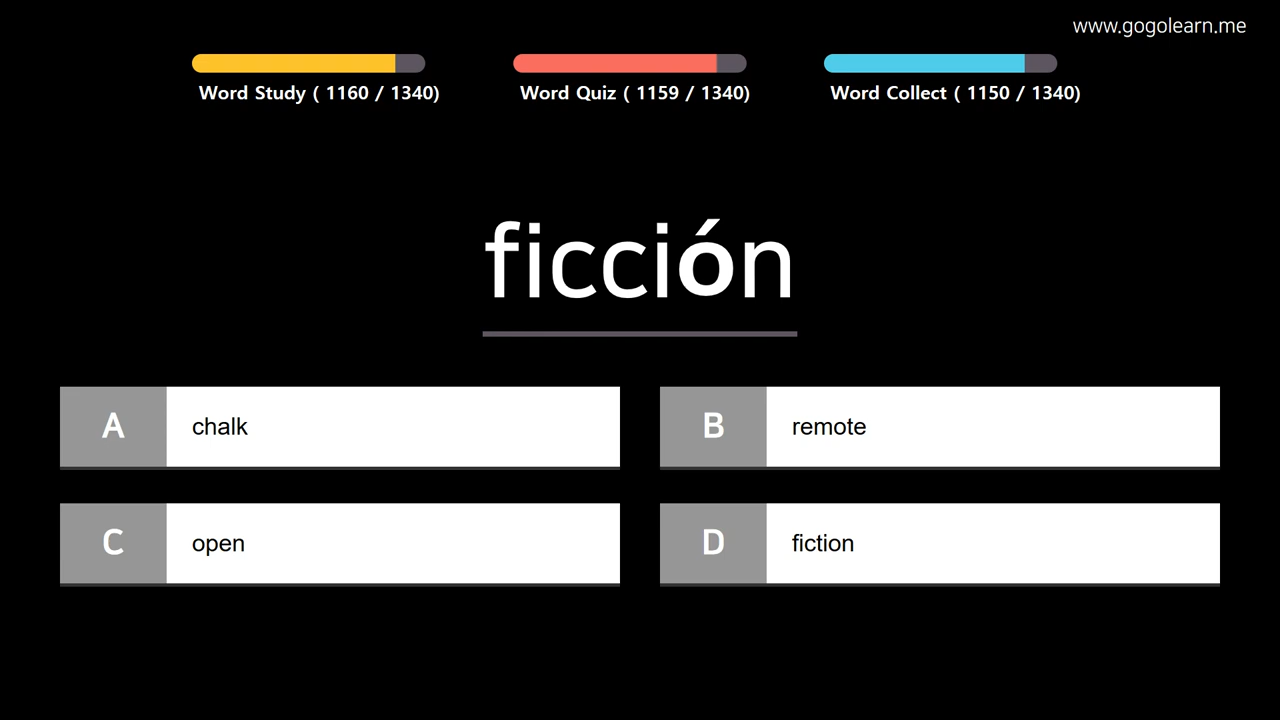 www.gogolearn.me
Word Study ( 1160 / 1340)
Word Quiz ( 1159 / 1340)
Word Collect ( 1150 / 1340)
ficción
A chalk
B remote
C open
D fiction